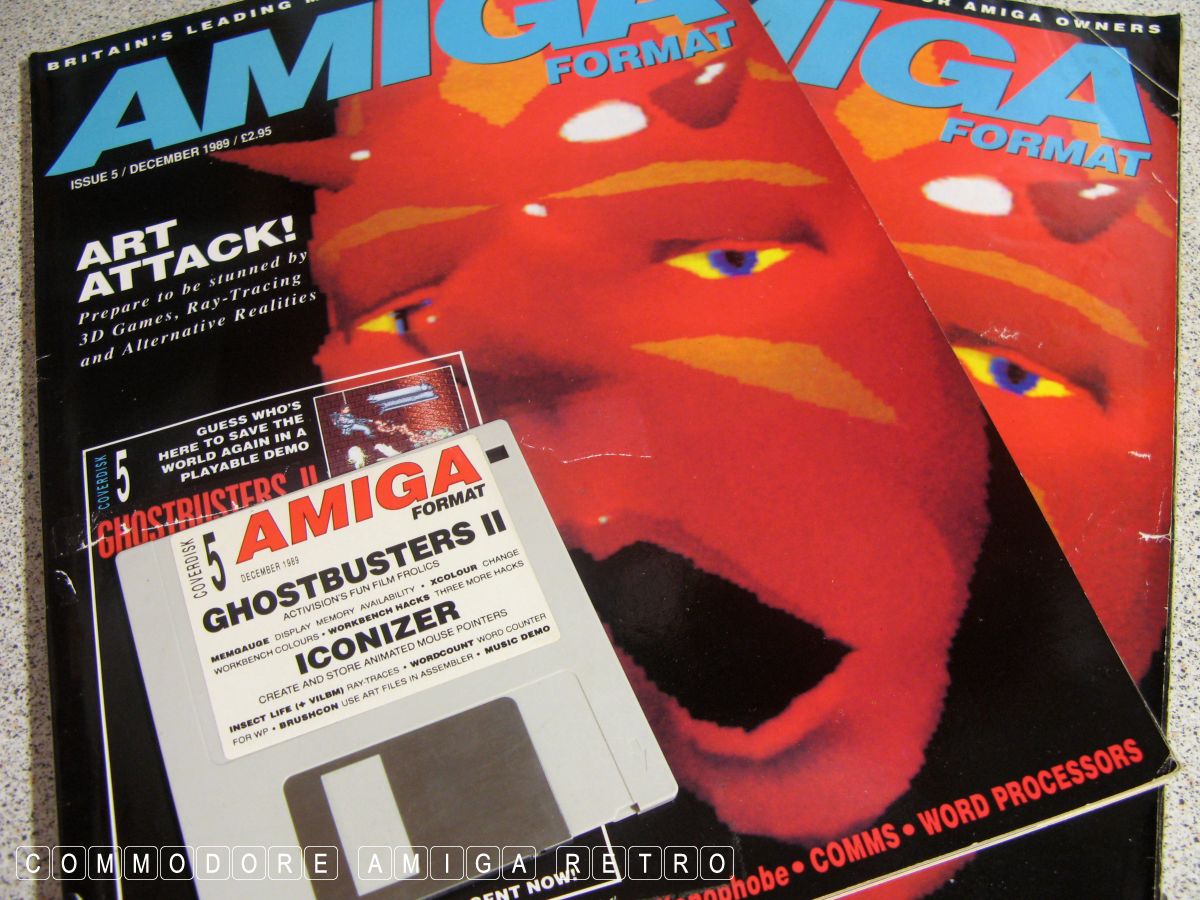 BRITAIN'S LEADING
AMIGA
FORMAT
ISSUE 5 / DECEMBER 1989 / £2.95
ART
ATTACK!
Prepare to be stunned by
3D Games, Ray-Tracing
and Alternative Realities
COVERDISK
5
GUESS WHO'S
HERE TO SAVE THE
WORLD AGAIN IN A
PLAYABLE DEMO
GHOSTBUSTERS II
COVERDISK
5
AMIGA
FORMAT
DECEMBER 1989
GHOSTBUSTERS II
ACTIVISION'S FUN FILM FROLICS
MEMGAUGE DISPLAY MEMORY AVAILABILITY • XCOLOUR CHANGE
WORKBENCH COLOURS • WORKBENCH HACKS THREE MORE HACKS
ICONIZER
CREATE AND STORE ANIMATED MOUSE POINTERS
INSECT LIFE (+ VILBM) RAY-TRACES • WORDCOUNT WORD COUNTER
FOR WP • BRUSHCON USE ART FILES IN ASSEMBLER • MUSIC DEMO
NOW!
• COMMS • WORD PROCESSORS
AMIGA OWNERS
AMIGA
FORMAT
COMMODORE AMIGA RETRO